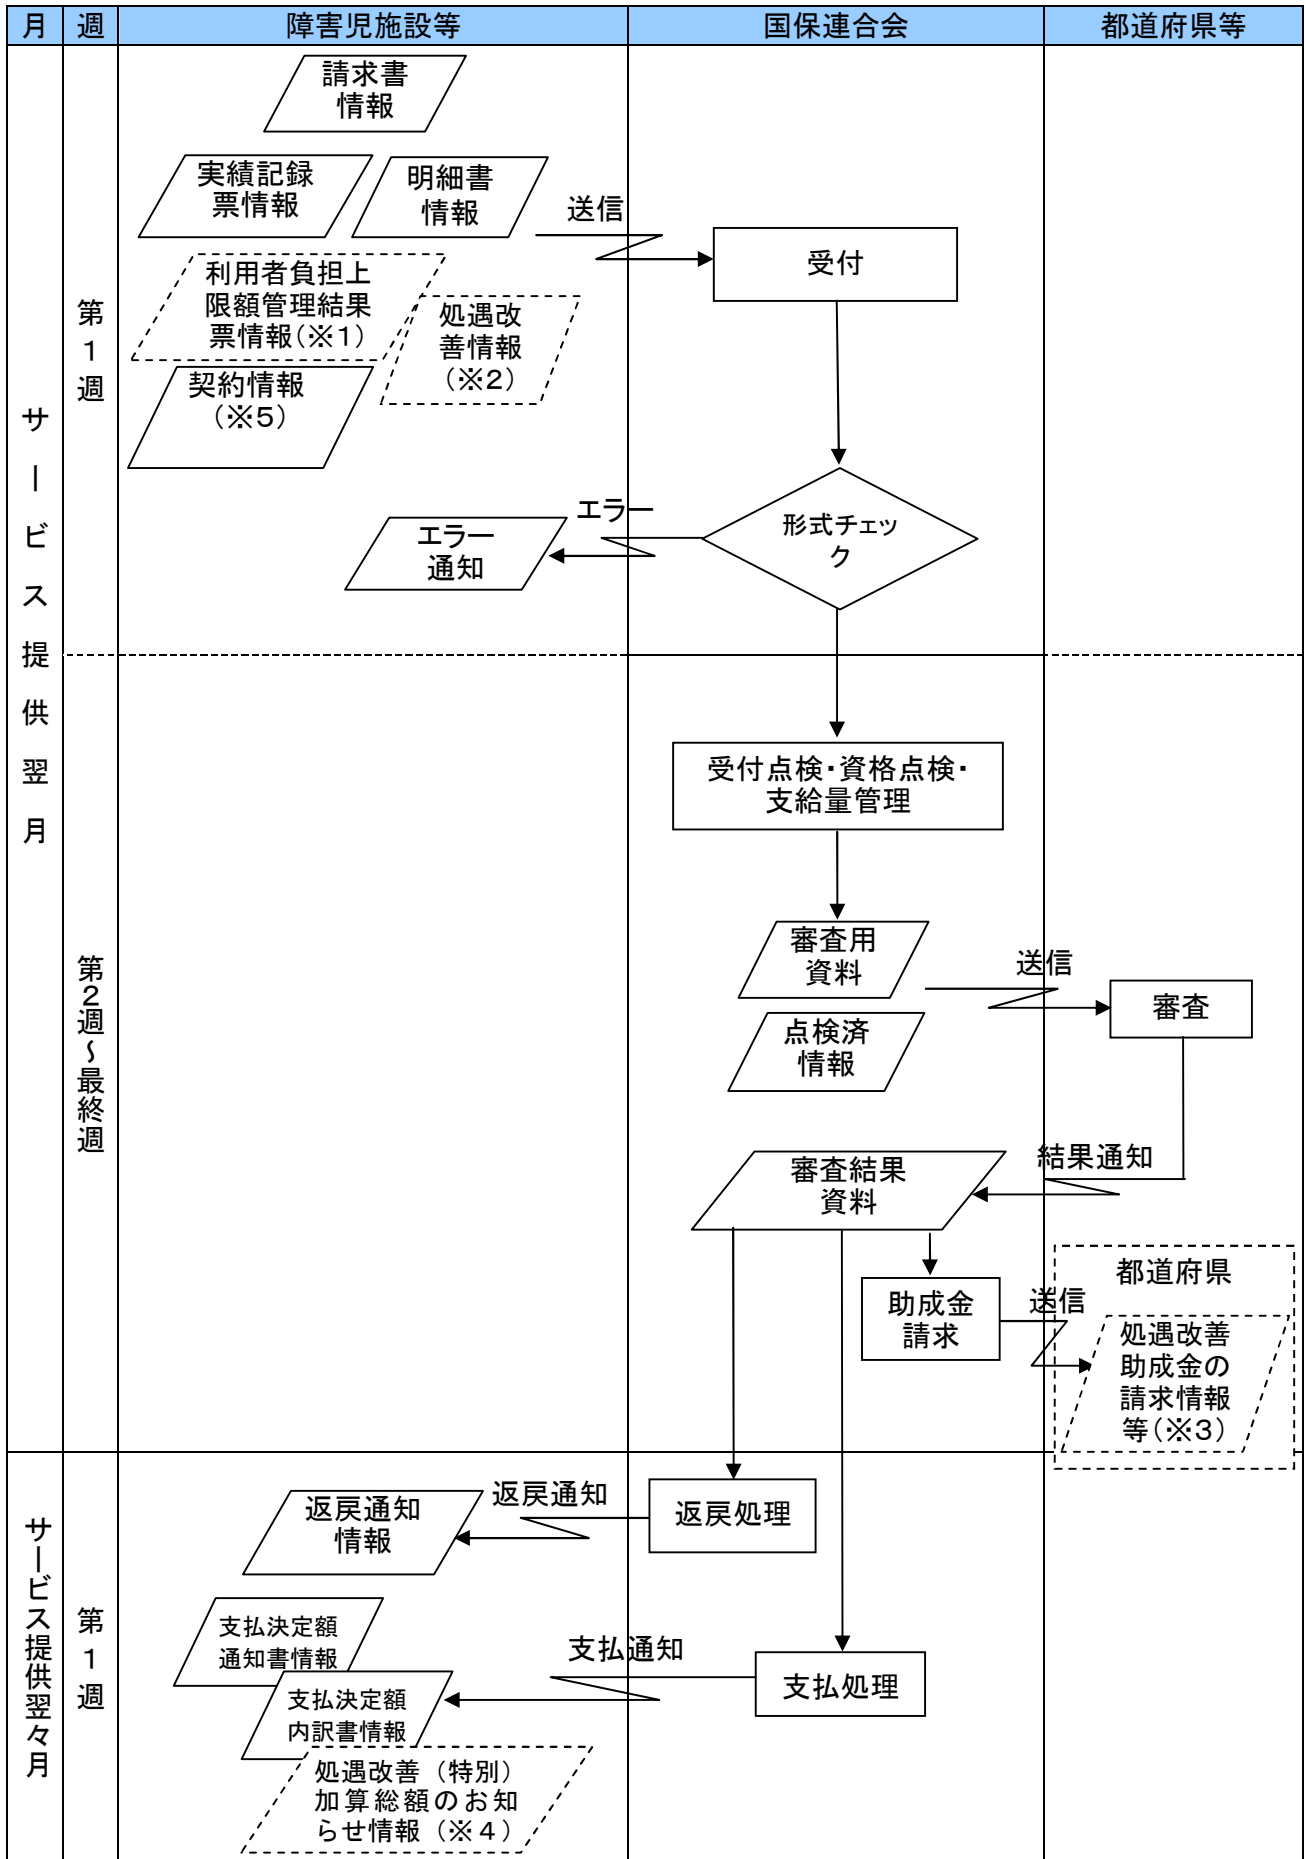 月 週 障害児施設等 国保連合会 都道府県等
サービス提供翌月
第1週
請求書
情報
実績記録
票情報
明細書
情報
送信
受付
利用者負担上
限額管理結果
票情報(※1)
処遇改
善情報
(※2)
契約情報
(※5)
エラー
エラー
通知
形式チェッ
ク
第2週～最終週
受付点検・資格点検・
支給量管理
審査用
資料
送信
審査
点検済
情報
結果通知
審査結果
資料
助成金
請求
送信
都道府県
処遇改善
助成金の
請求情報
等(※3)
サービス提供翌々月
第1週
返戻通知
情報
返戻通知
返戻処理
支払決定額
通知書情報
支払通知
支払処理
支払決定額
内訳書情報
処遇改善（特別）
加算総額のお知
らせ情報（※４）